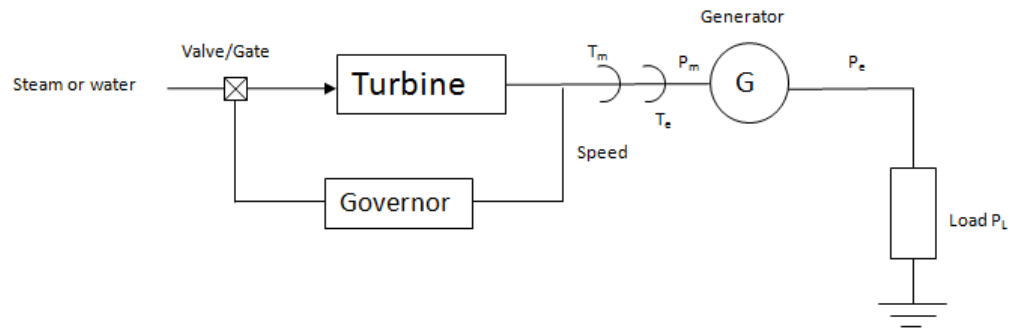 Generator
Valve/Gate
Steam or water
Turbine
Tm
Pm
Te
G
Pe
Speed
Governor
Load PL